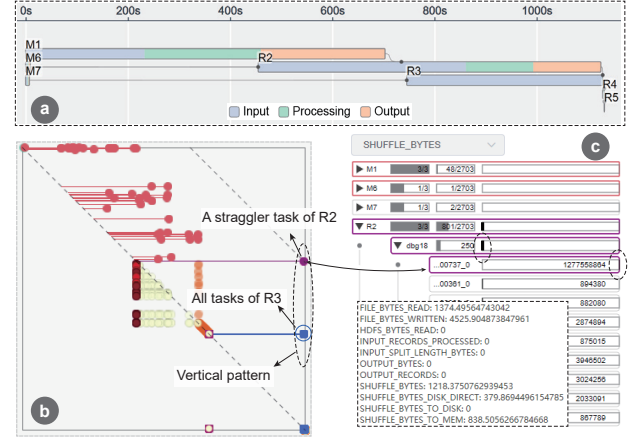 0s 200s 400s 600s 800s 1000s
M1
M6 R2
M7 R3
R4
R5
Input Processing Output
a
SHUFFLE_BYTES
c
M1 3/3 48/2703
M6 1/3 1/2703
M7 1/3 2/2703
R2 3/3 801/2703
dbg18 250
A straggler task of R2
...00737_0 1277558864
...00361_0 894380
882080
All tasks of R3
2874894
875015
3946502
Vertical pattern
3024256
2033091
867789
b
FILE_BYTES_READ: 1374.49564743042
FILE_BYTES_WRITTEN: 4525.904873847961
HDFS_BYTES_READ: 0
INPUT_RECORDS_PROCESSED: 0
INPUT_SPLIT_LENGTH_BYTES: 0
OUTPUT_BYTES: 0
OUTPUT_RECORDS: 0
SHUFFLE_BYTES: 1218.3750762939453
SHUFFLE_BYTES_DISK_DIRECT: 379.8694496154785
SHUFFLE_BYTES_TO_DISK: 0
SHUFFLE_BYTES_TO_MEM: 838.5056266784668